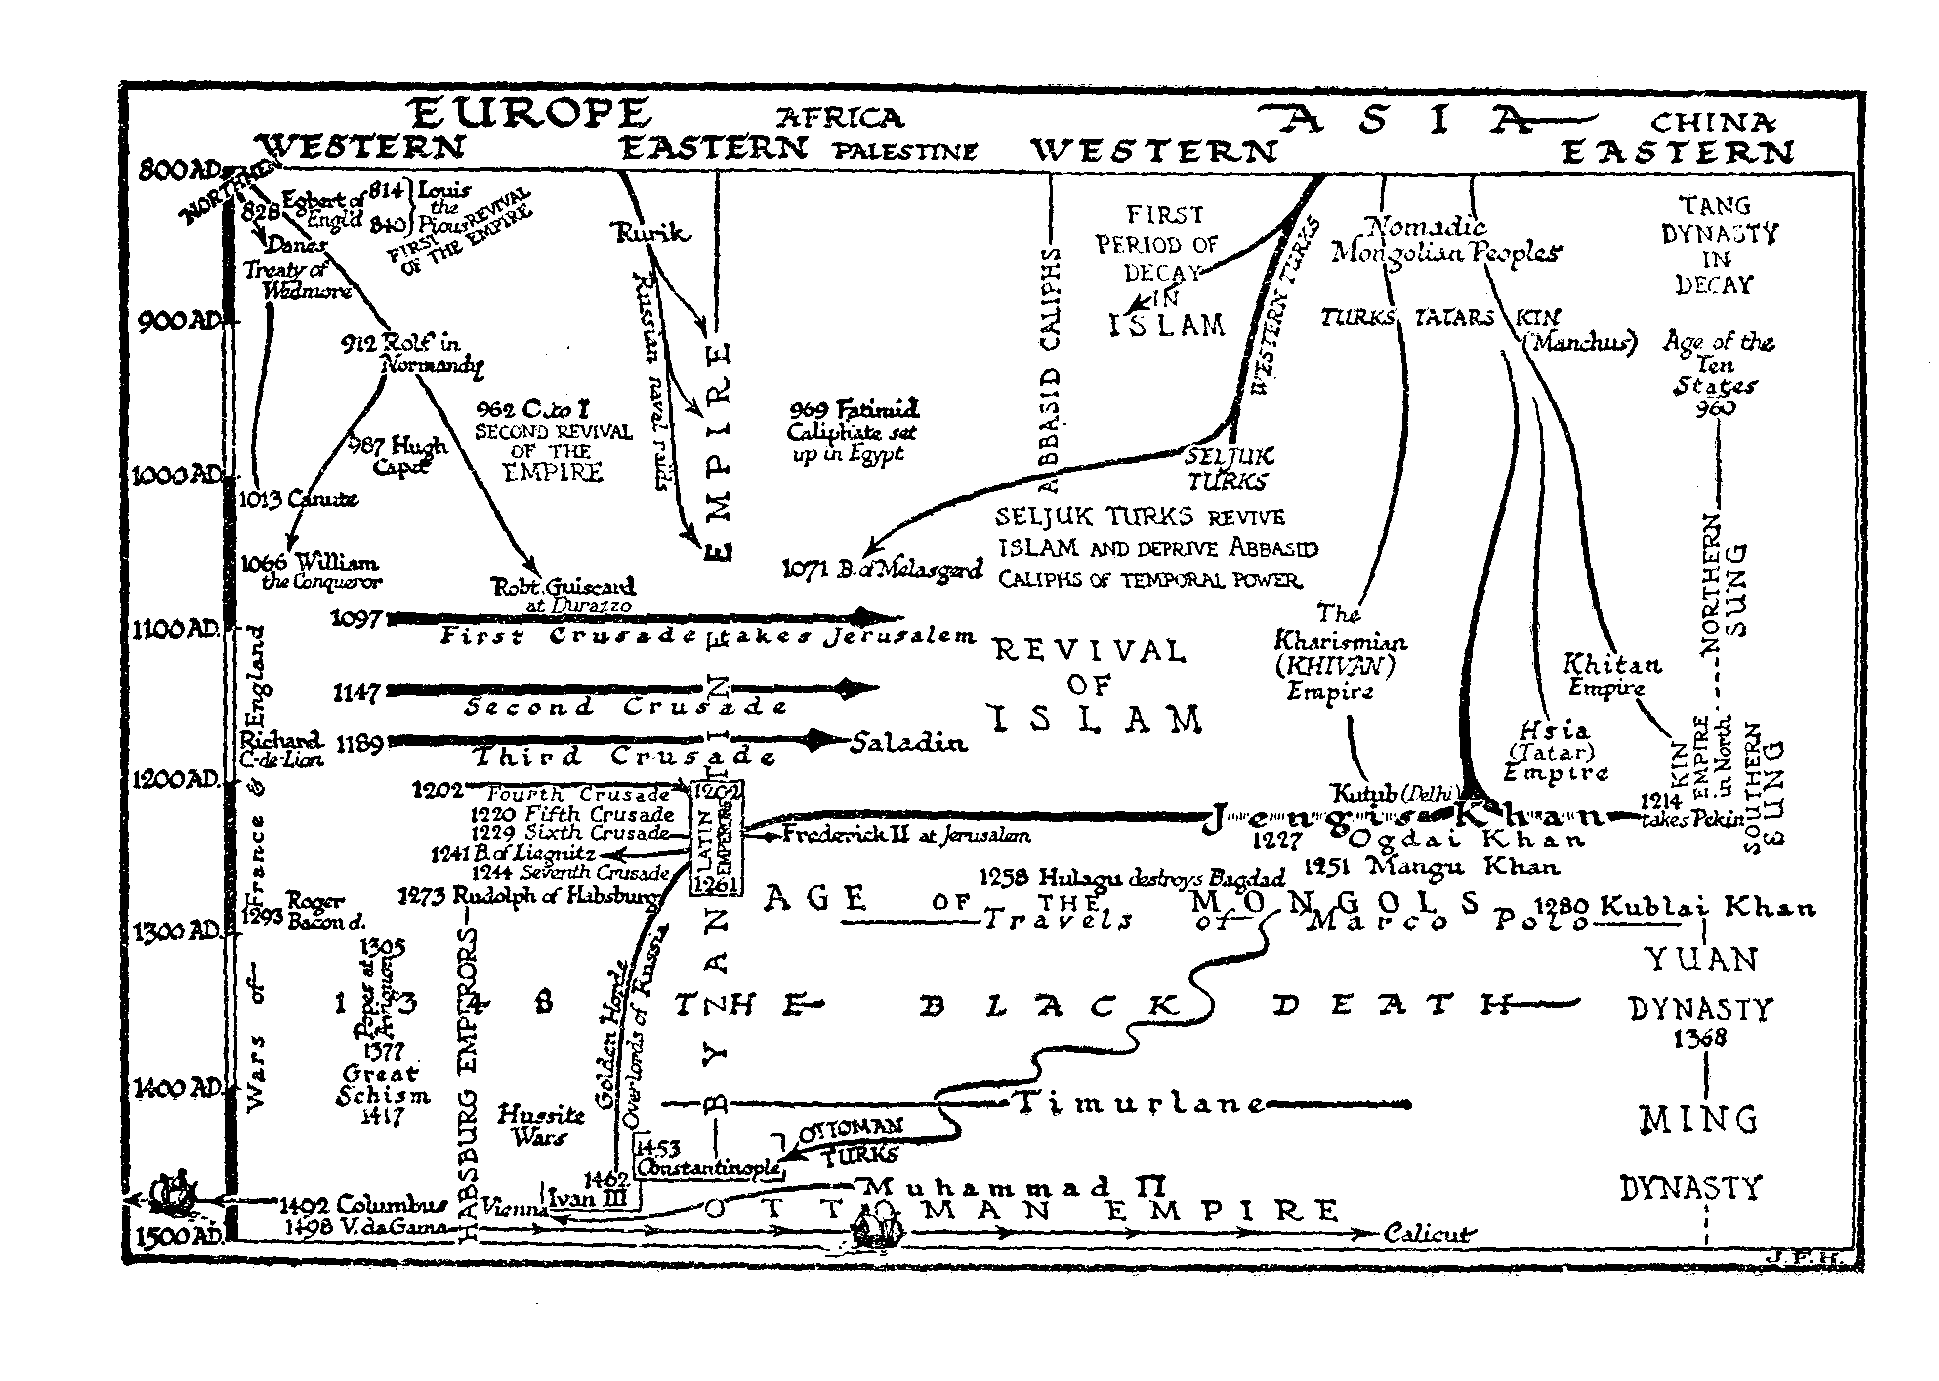 EUROPE
AFRICA
ASIA
CHINA
WESTERN
EASTERN
PALESTINE
WESTERN
EASTERN
800 AD.
NORTHMEN
828 Egbert of
Engl'd
814
840
Louis
the
Pious
FIRST REVIVAL
OF THE EMPIRE
Danes
Treaty of
Wedmore
Rurik
Russian naval raids
FIRST
PERIOD OF
DECAY
IN
ISLAM
ABBASID CALIPHS
WESTERN TURKS
Nomadic
Mongolian Peoples
TANG
DYNASTY
IN
DECAY
900 AD.
TURKS TATARS KIN
(Manchus)
912 Rolf in
Normandy
Age of the
Ten
States
960
987 Hugh
Capet
962 O. to I
SECOND REVIVAL
OF THE
EMPIRE
969 Fatimid
Caliphate set
up in Egypt
SELJUK
TURKS
1000 AD.
1013 Canute
SELJUK TURKS REVIVE
ISLAM AND DEPRIVE ABBASID
CALIPHS OF TEMPORAL POWER
1066 William
the Conqueror
Robt. Guiscard
at Durazzo
1071 B. of Melasgerd
NORTHERN
SUNG
1097
First Crusade takes Jerusalem
1100 AD.
The
Kharismian
(KHIVAN)
Empire
REVIVAL
OF
ISLAM
Khitan
Empire
1147
Second Crusade
Hsia
(Tatar)
Empire
KIN
EMPIRE
in North
SOUTHERN
SUNG
Richard
C-de-Lion
1189
Third Crusade
Saladin
1200 AD.
1202 Fourth Crusade
1202
LATIN
EMPERORS
1261
1220 Fifth Crusade
1229 Sixth Crusade
Frederick II at Jerusalem
1241 B. of Liegnitz
1244 Seventh Crusade
Kutub (Delhi)
Jengis Khan
1214
takes Pekin
1227 Ogdai Khan
1251 Mangu Khan
1258 Hulagu destroys Bagdad
1273 Rudolph of Habsburg
AGE OF THE MONGOLS
1280 Kublai Khan
Travels of Marco Polo
1293 Roger
Bacon d.
1300 AD.
Wars of France & England
1305
Popes at
Avignon
1377
Great
Schism
1417
HABSBURG EMPERORS
Golden Horde
Overlords of Russia
BYZANTINE EMPIRE
1348 THE BLACK DEATH
YUAN
DYNASTY
1368
1400 AD.
Timurlane
Hussite
Wars
OTTOMAN
TURKS
MING
DYNASTY
1453
Constantinople
1462
Ivan III
Vienna
Muhammad II
OTTOMAN EMPIRE
1492 Columbus
1498 V. da Gama
Calicut
1500 AD.
J.F.H.